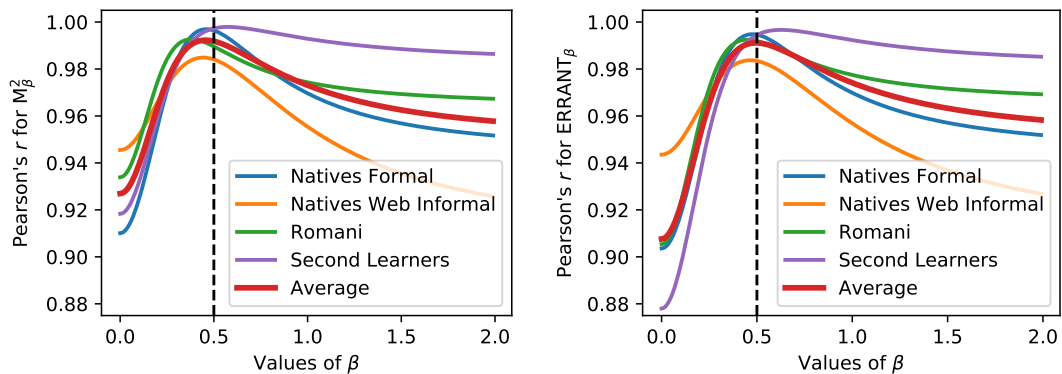 Pearson's r for M²β
1.00
0.98
0.96
0.94
0.92
0.90
0.88
Natives Formal
Natives Web Informal
Romani
Second Learners
Average
0.0 0.5 1.0 1.5 2.0
Values of β
Pearson's r for ERRANTβ
1.00
0.98
0.96
0.94
0.92
0.90
0.88
Natives Formal
Natives Web Informal
Romani
Second Learners
Average
0.0 0.5 1.0 1.5 2.0
Values of β